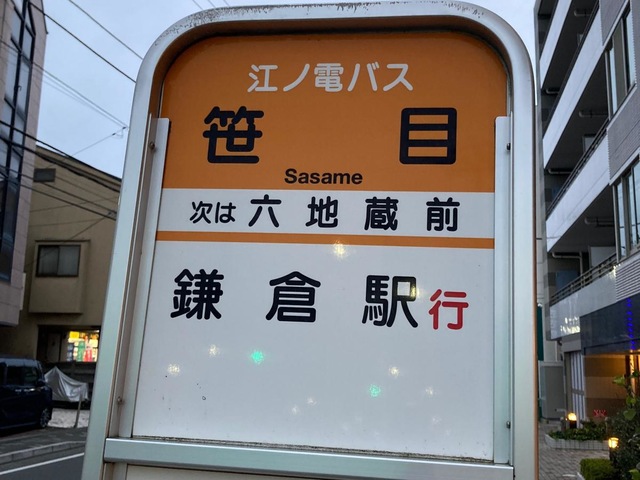 江ノ電バス
笹目
Sasame
次は 六地蔵前
鎌倉駅行